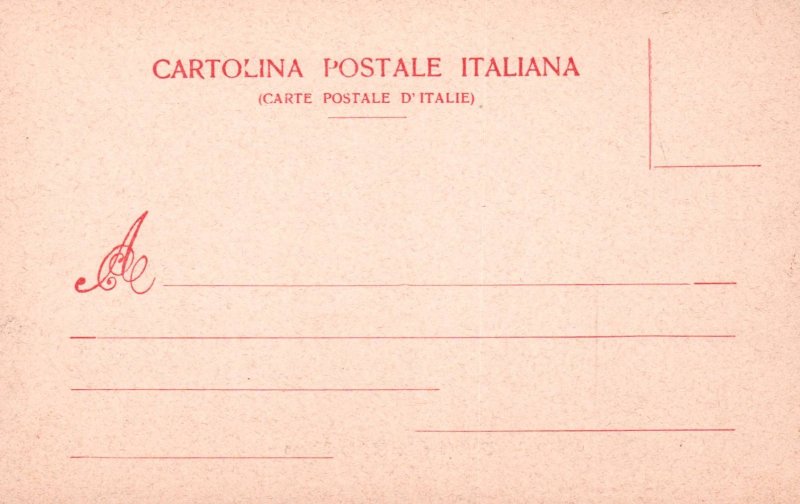 CARTOLINA POSTALE ITALIANA
(CARTE POSTALE D'ITALIE)
A